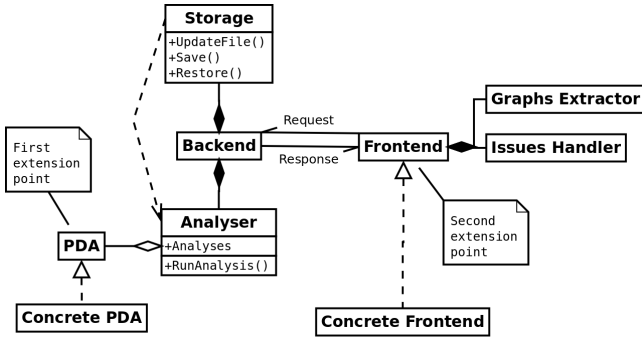 Storage
+UpdateFile()
+Save()
+Restore()
Graphs Extractor
Request
Backend
Frontend
Issues Handler
Response
First
extension
point
Analyser
+Analyses
+RunAnalysis()
PDA
Second
extension
point
Concrete PDA
Concrete Frontend